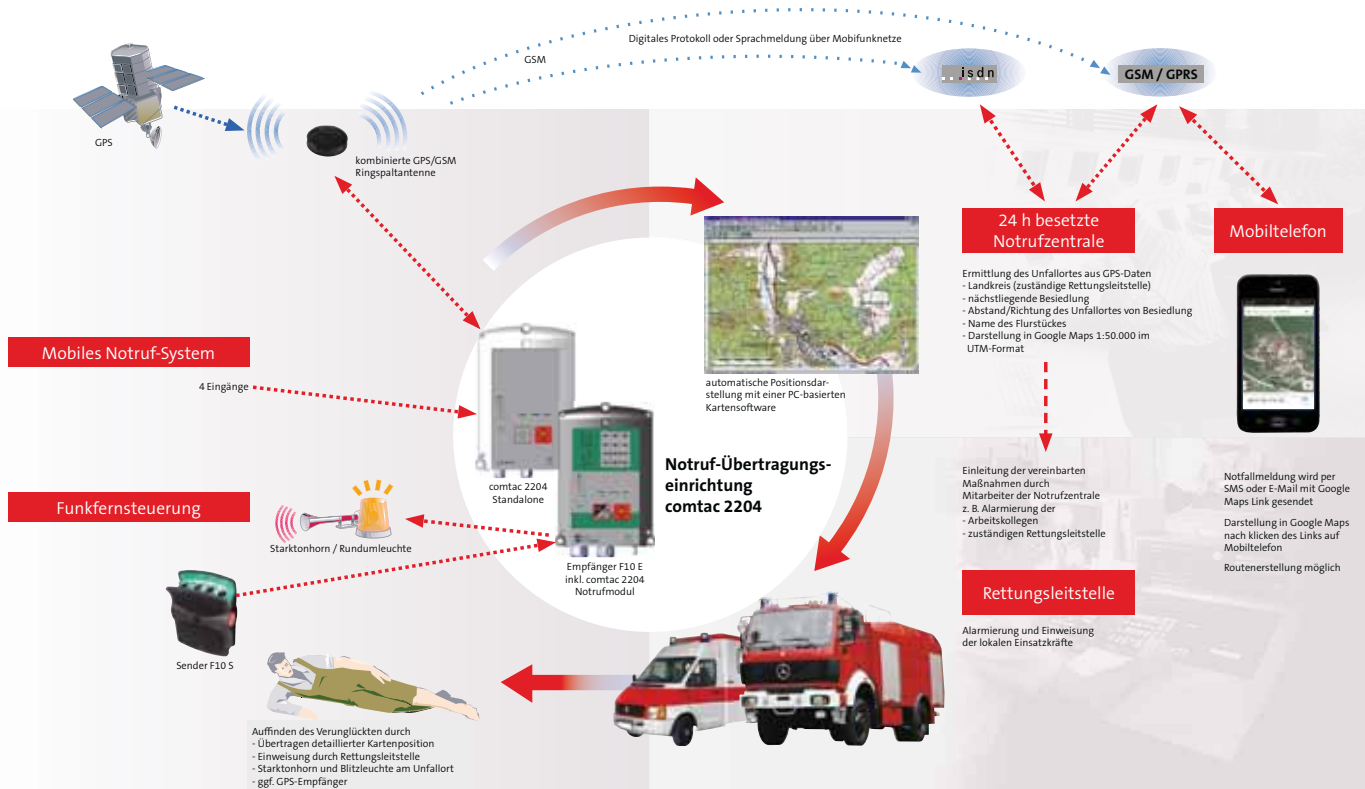 Digitales Protokoll oder Sprachmeldung über Mobifunknetze
GSM
...isdn
GSM / GPRS
GPS
kombinierte GPS/GSM
Ringspaltantenne
24 h besetzte
Notrufzentrale
Mobiltelefon
Ermittlung des Unfallortes aus GPS-Daten
- Landkreis (zuständige Rettungsleitstelle)
- nächstliegende Besiedlung
- Abstand/Richtung des Unfallortes von Besiedlung
- Name des Flurstückes
- Darstellung in Google Maps 1:50.000 im
UTM-Format
Mobiles Notruf-System
4 Eingänge
automatische Positionsdar-
stellung mit einer PC-basierten
Kartensoftware
Notruf-Übertragungs-
einrichtung
comtac 2204
comtac 2204
Standalone
Funkfernsteuerung
Starktonhorn / Rundumleuchte
Empfänger F10 E
inkl. comtac 2204
Notrufmodul
Sender F10 S
Einleitung der vereinbarten
Maßnahmen durch
Mitarbeiter der Notrufzentrale
z. B. Alarmierung der
- Arbeitskollegen
- zuständigen Rettungsleitstelle
Notfallmeldung wird per
SMS oder E-Mail mit Google
Maps Link gesendet
Darstellung in Google Maps
nach klicken des Links auf
Mobiltelefon
Routenerstellung möglich
Rettungsleitstelle
Alarmierung und Einweisung
der lokalen Einsatzkräfte
Auffinden des Verunglückten durch
- Übertragen detaillierter Kartenposition
- Einweisung durch Rettungsleitstelle
- Starktonhorn und Blitzleuchte am Unfallort
- ggf. GPS-Empfänger